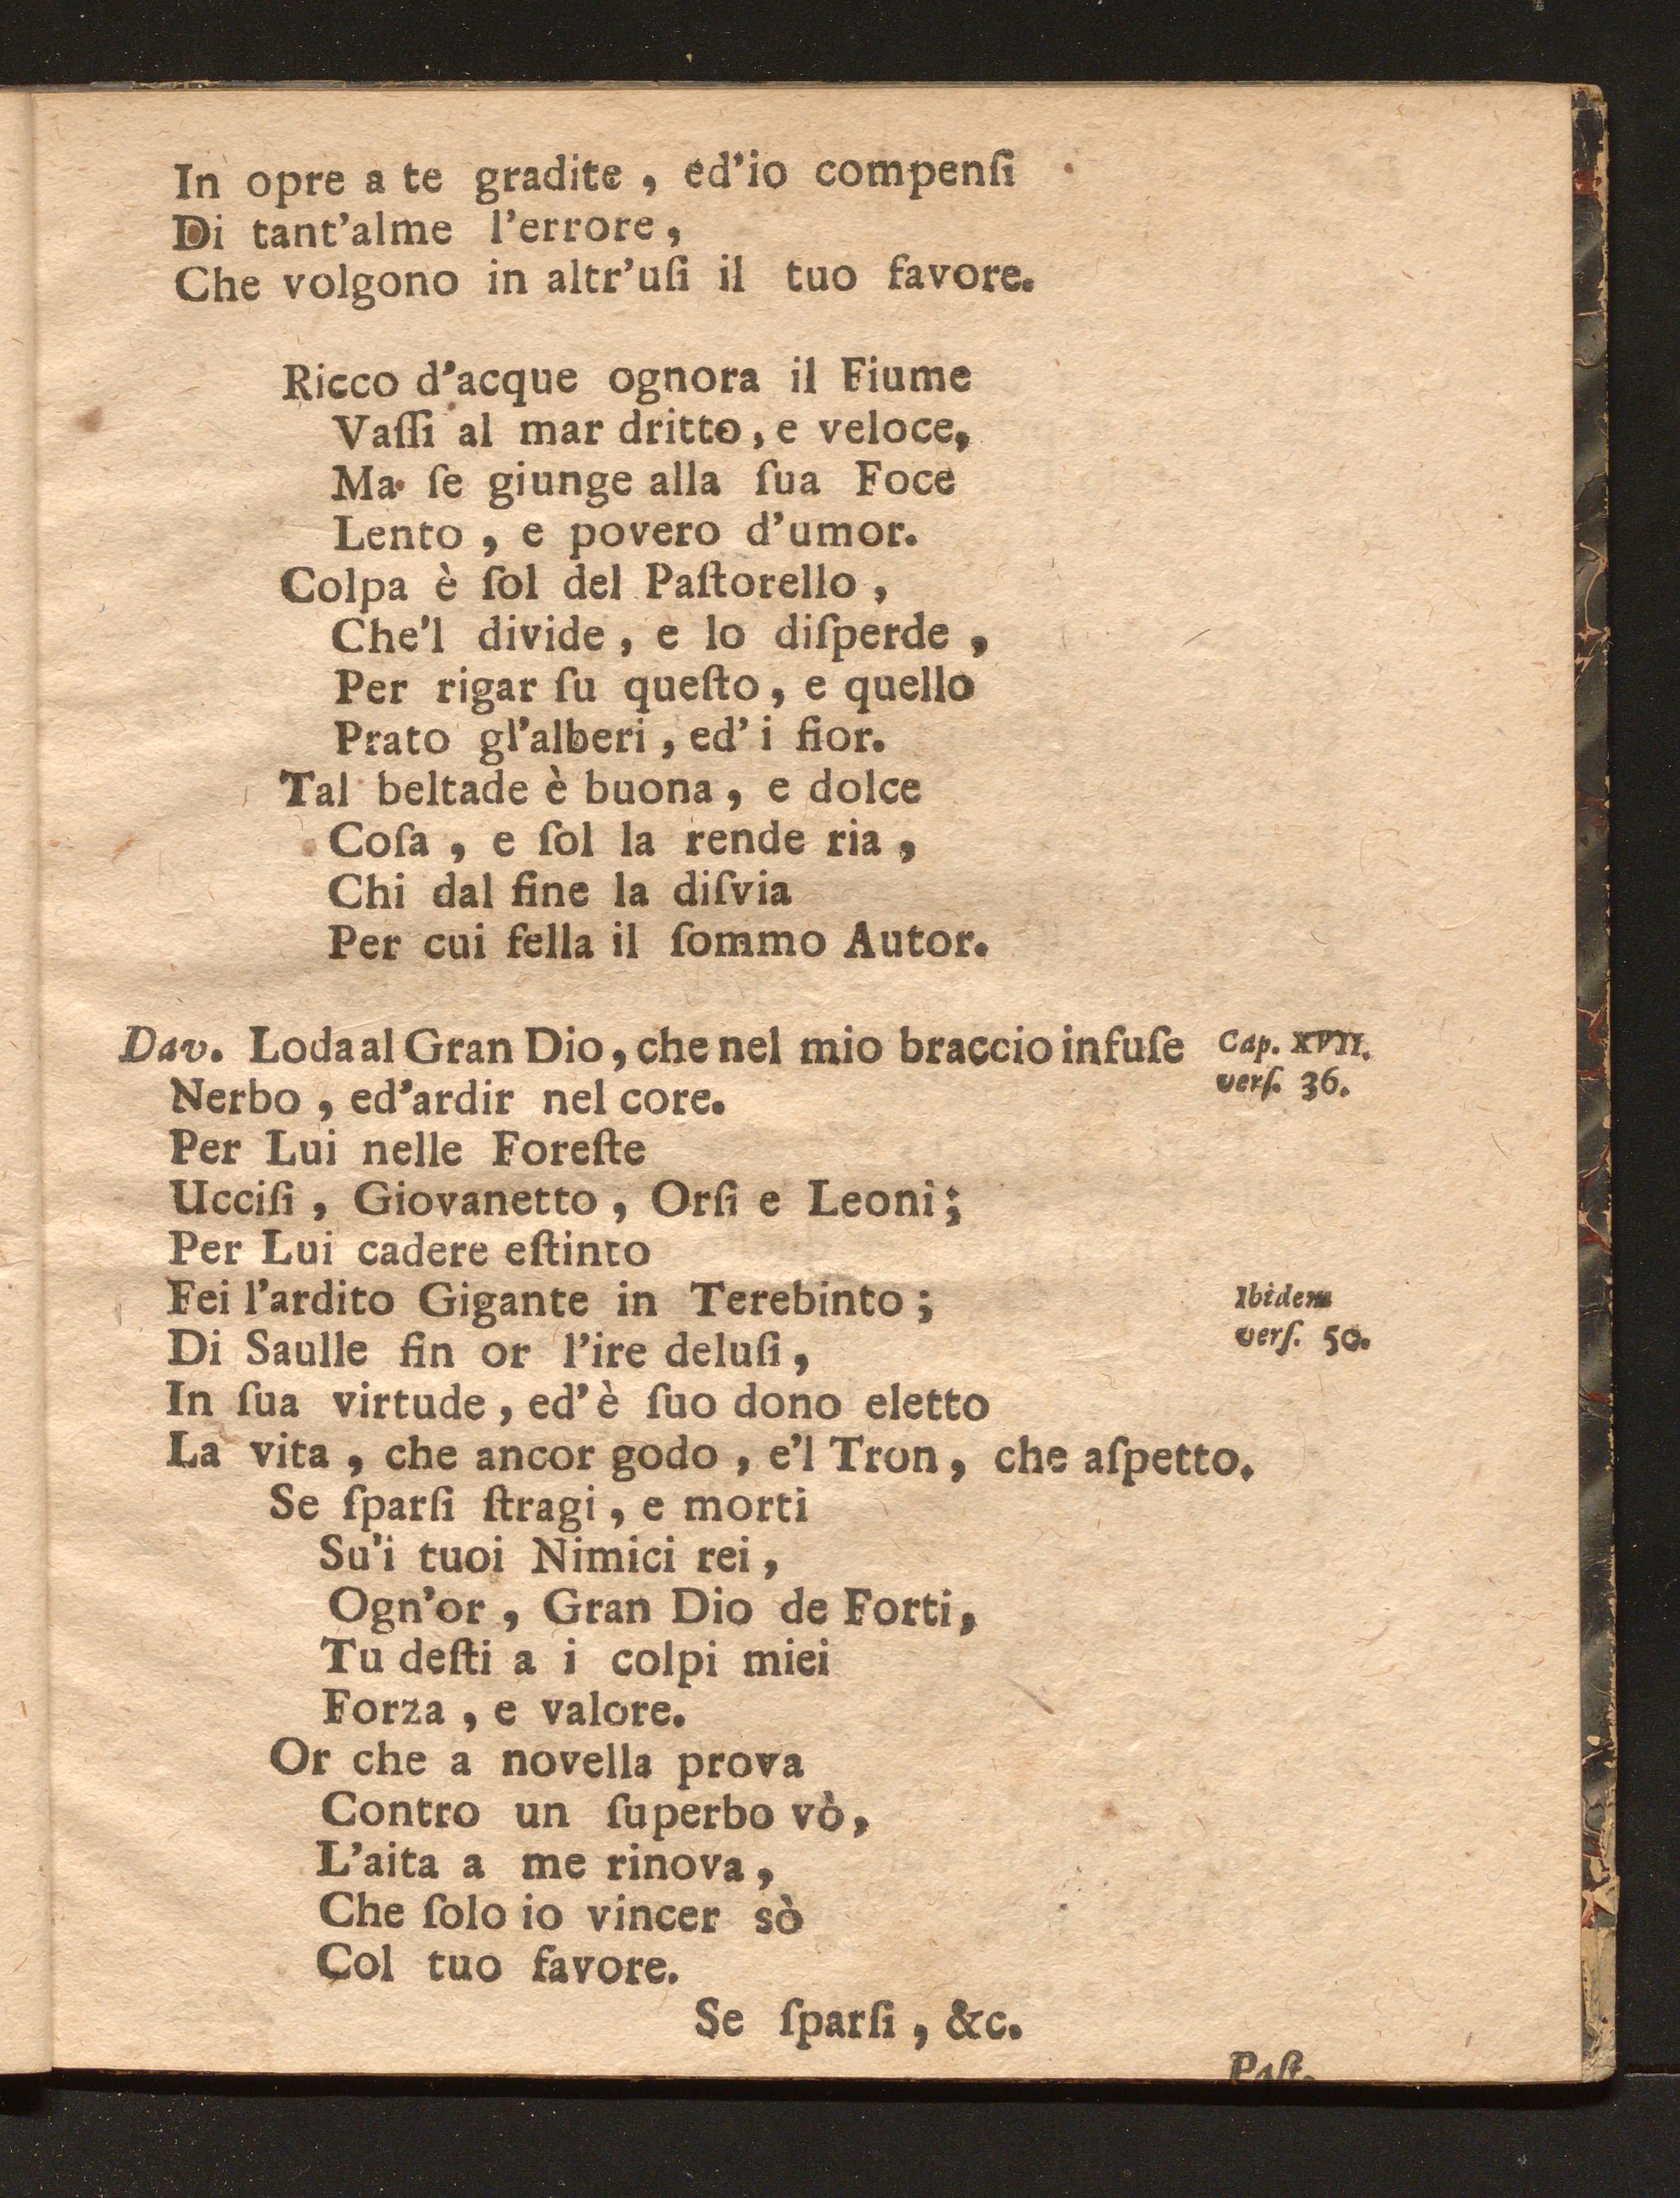 In opre a te gradite, ed'io compenſi
Di tant'alme l'errore,
Che volgono in altr'uſi il tuo favore.
Ricco d'acque ognora il Fiume
Vaſſi al mar dritto, e veloce,
Ma ſe giunge alla ſua Foce
Lento, e povero d'umor.
Colpa è ſol del Paſtorello,
Che'l divide, e lo diſperde,
Per rigar ſu queſto, e quello
Prato gl'alberi, ed' i fior.
Tal beltade è buona, e dolce
Coſa, e ſol la rende ria,
Chi dal fine la diſvia
Per cui fella il ſommo Autor.
Dav. Loda al Gran Dio, che nel mio braccio infuſe
Cap. XVII.
verſ. 36.
Nerbo, ed'ardir nel core.
Per Lui nelle Foreſte
Ucciſi, Giovanetto, Orſi e Leoni;
Per Lui cadere eſtinto
Fei l'ardito Gigante in Terebinto;
Ibidem
verſ. 50.
Di Saulle fin or l'ire deluſi,
In ſua virtude, ed'è ſuo dono eletto
La vita, che ancor godo, e'l Tron, che aſpetto.
Se ſparſi ſtragi, e morti
Su'i tuoi Nimici rei,
Ogn'or, Gran Dio de Forti,
Tu deſti a i colpi miei
Forza, e valore.
Or che a novella prova
Contro un ſuperbo vò,
L'aita a me rinova,
Che ſolo io vincer sò
Col tuo favore.
Se ſparſi, &c.
Paſt.